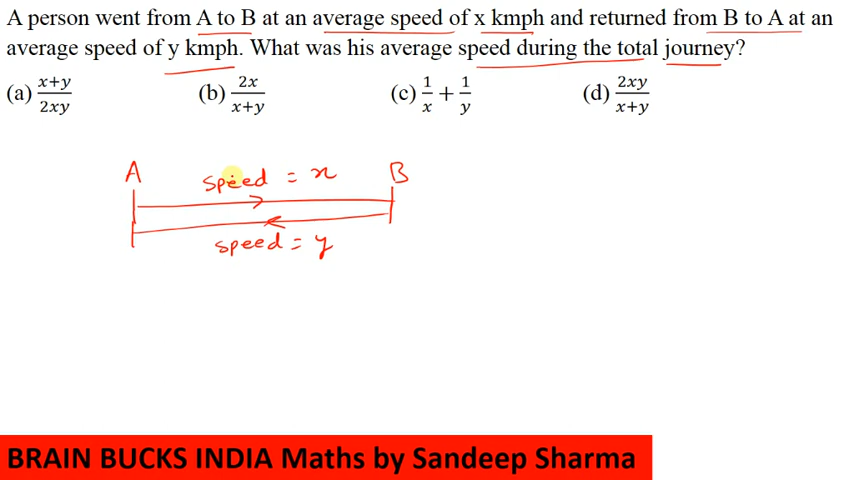 A person went from A to B at an average speed of x kmph and returned from B to A at an
average speed of y kmph. What was his average speed during the total journey?
(a) x+y/2xy (b) 2x/x+y (c) 1/x + 1/y (d) 2xy/x+y
A speed = x B
speed = y
BRAIN BUCKS INDIA Maths by Sandeep Sharma